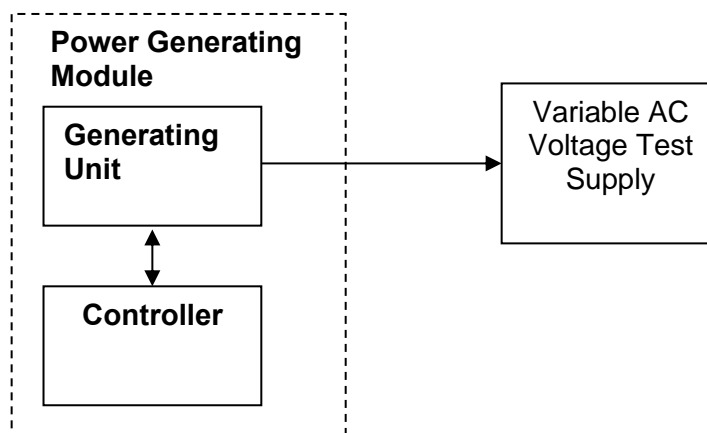 Power Generating
Module
Generating
Unit
Variable AC
Voltage Test
Supply
Controller